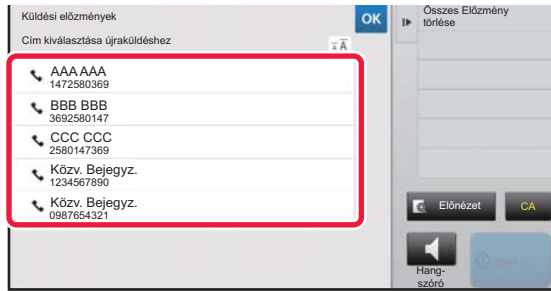 Küldési előzmények
OK
Cím kiválasztása újraküldéshez
AAA AAA
1472580369
BBB BBB
3692580147
CCC CCC
2580147369
Közv. Bejegyz.
1234567890
Közv. Bejegyz.
0987654321
Összes Előzmény
törlése
Előnézet
CA
Hang-
szóró
Start